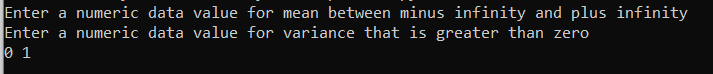 Enter a numeric data value for mean between minus infinity and plus infinity
Enter a numeric data value for variance that is greater than zero
0 1